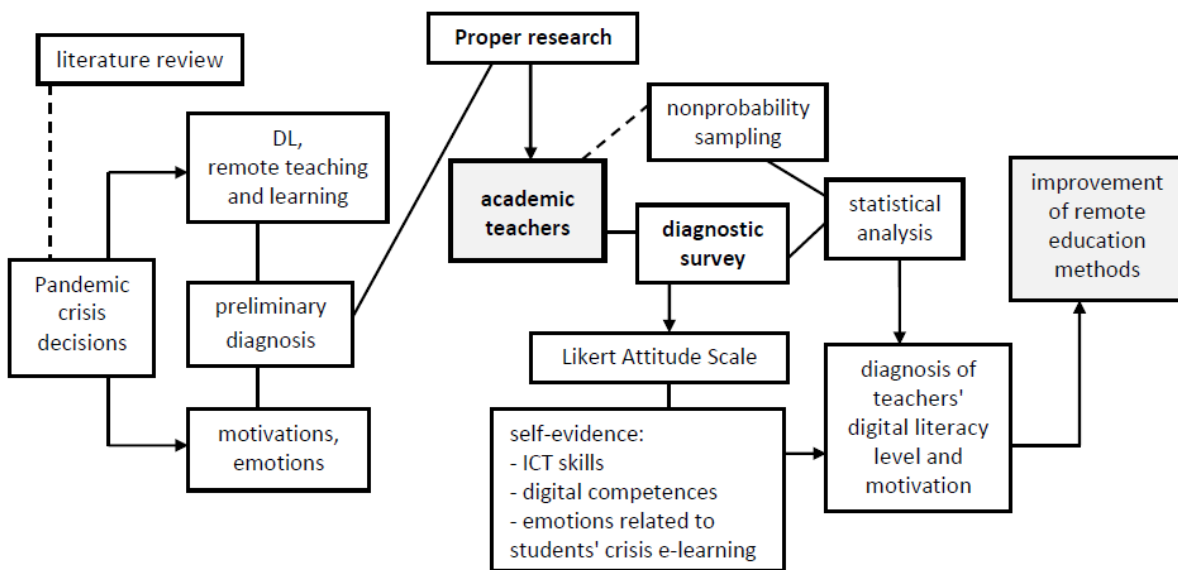 literature review
Proper research
DL,
remote teaching
and learning
nonprobability
sampling
academic
teachers
diagnostic
survey
statistical
analysis
improvement
of remote
education
methods
Pandemic
crisis
decisions
preliminary
diagnosis
motivations,
emotions
Likert Attitude Scale
self-evidence:
- ICT skills
- digital competences
- emotions related to
students' crisis e-learning
diagnosis of
teachers'
digital literacy
level and
motivation